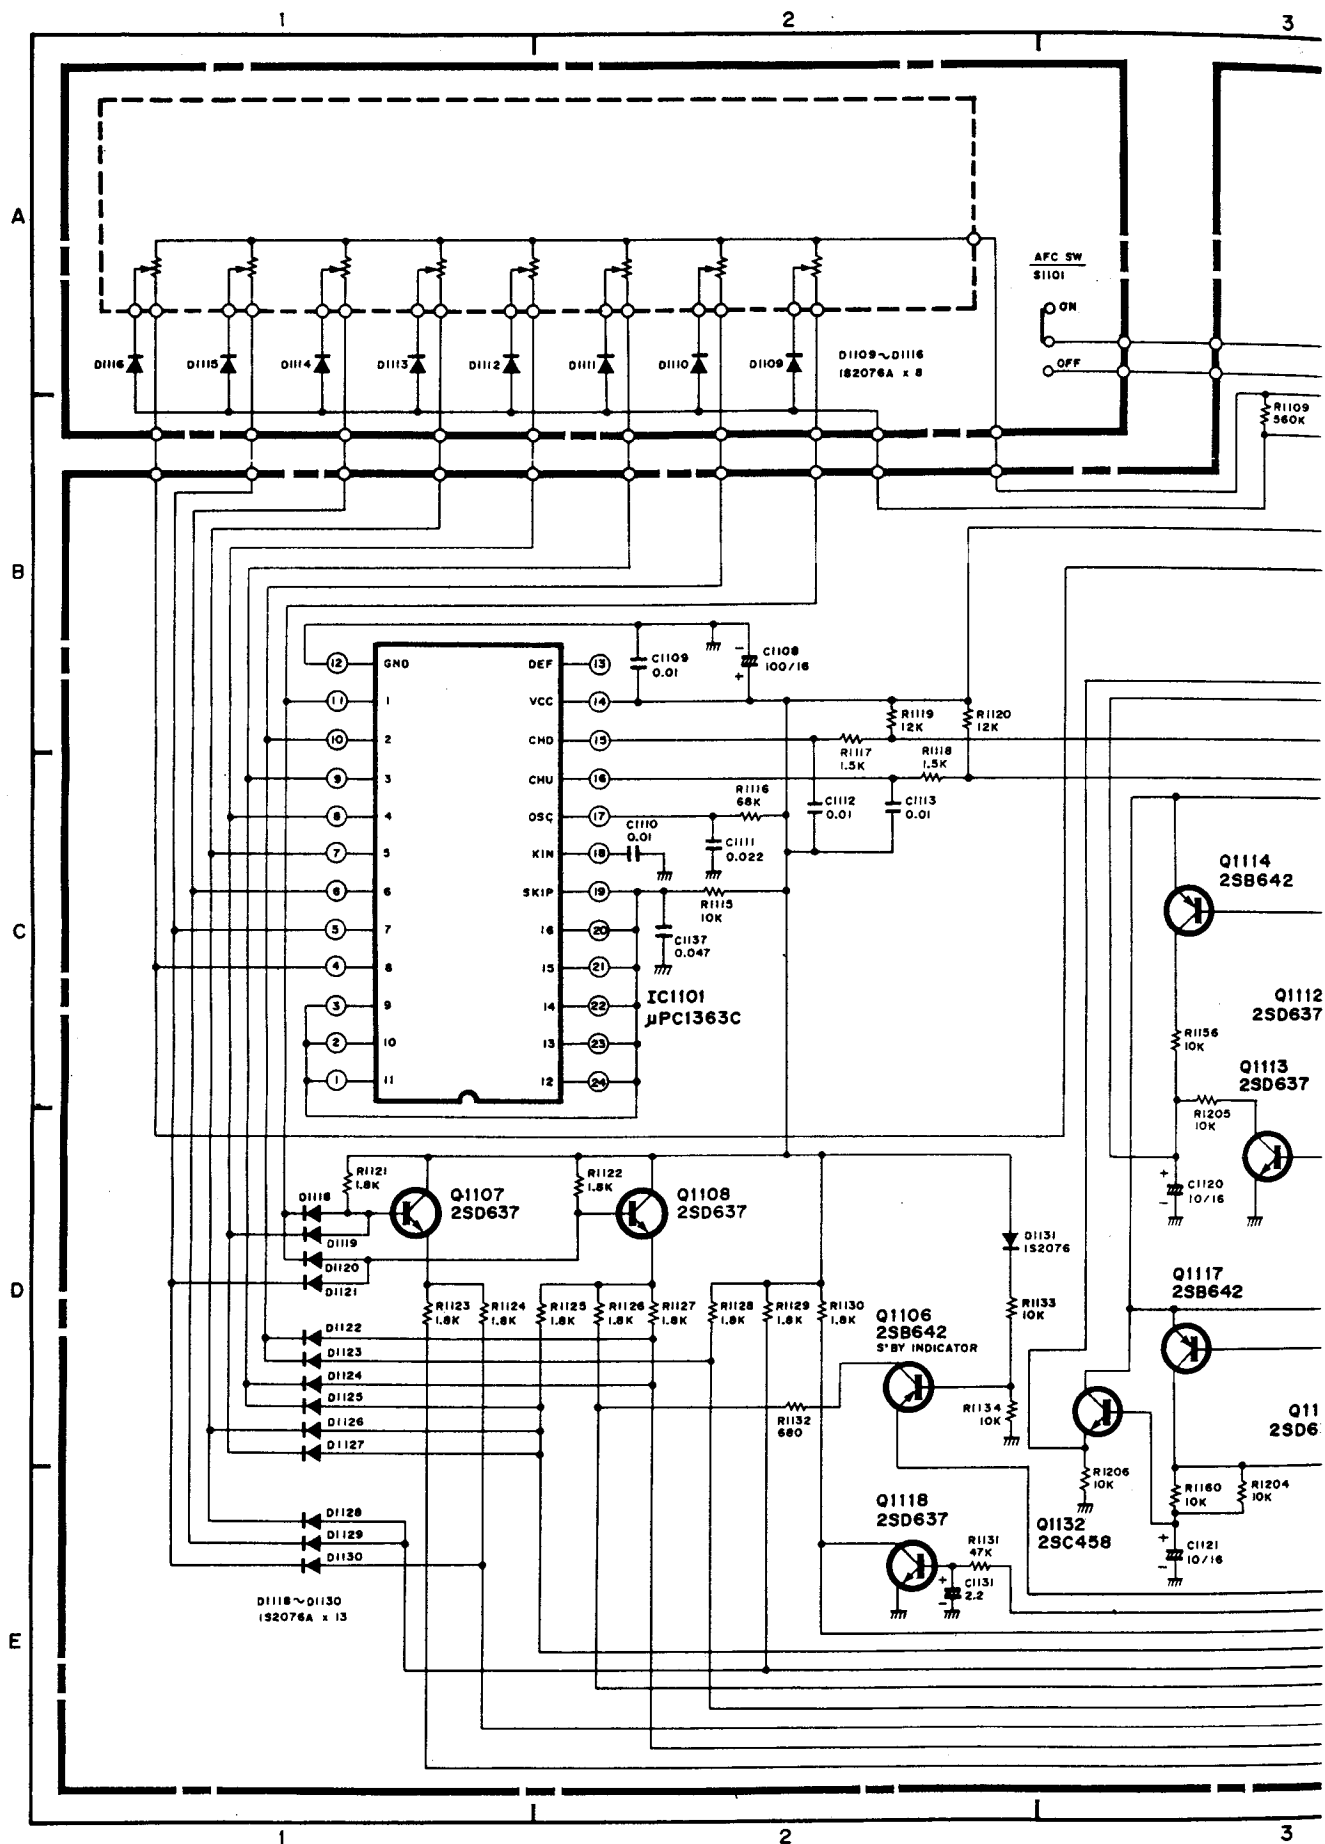 1
2
3
A
AFC SW
S1101
ON
OFF
D1116
D1115
D1114
D1113
D1112
D1111
D1110
D1109
D1109~D1116
1S2076A x 8
R1109
560K
B
12
GND
DEF
13
C1109
0.01
-
+
C1108
100/16
11
1
VCC
14
10
2
CHD
15
R1117
1.5K
R1119
12K
R1120
12K
9
3
CHU
16
R1118
1.5K
8
4
OSC
17
R1116
68K
C1112
0.01
C1113
0.01
7
5
KIN
18
C1110
0.01
C1111
0.022
6
6
SKIP
19
R1115
10K
5
7
16
20
C1137
0.047
4
8
15
21
3
9
14
22
IC1101
μPC1363C
2
10
13
23
1
11
12
24
C
Q1114
2SB642
Q1112
2SD637
R1156
10K
Q1113
2SD637
R1205
10K
+
-
C1120
10/16
R1121
1.8K
Q1107
2SD637
R1122
1.8K
Q1108
2SD637
D1118
D1119
D1120
D1121
D1131
1S2076
D
R1123
1.8K
R1124
1.8K
R1125
1.8K
R1126
1.8K
R1127
1.8K
R1128
1.8K
R1129
1.8K
R1130
1.8K
Q1106
2SB642
S'BY INDICATOR
R1133
10K
Q1117
2SB642
D1122
D1123
D1124
D1125
D1126
D1127
R1132
680
R1134
10K
Q11
2SD6
R1206
10K
R1160
10K
R1204
10K
D1128
D1129
D1130
Q1118
2SD637
R1131
47K
Q1132
2SC458
+
-
C1121
10/16
+
-
C1131
2.2
D1118~D1130
1S2076A x 13
E
1
2
3